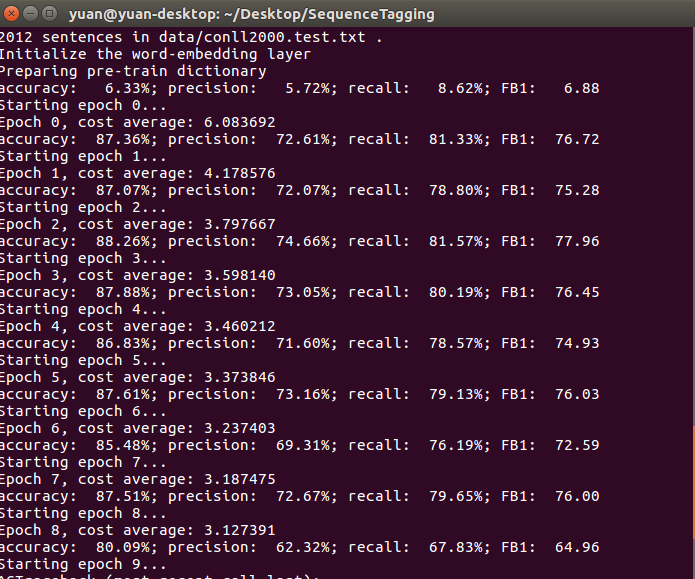 yuan@yuan-desktop: ~/Desktop/SequenceTagging
2012 sentences in data/conll2000.test.txt .
Initialize the word-embedding layer
Preparing pre-train dictionary
accuracy:   6.33%; precision:   5.72%; recall:   8.62%; FB1:   6.88
Starting epoch 0...
Epoch 0, cost average: 6.083692
accuracy:  87.36%; precision:  72.61%; recall:  81.33%; FB1:  76.72
Starting epoch 1...
Epoch 1, cost average: 4.178576
accuracy:  87.07%; precision:  72.07%; recall:  78.80%; FB1:  75.28
Starting epoch 2...
Epoch 2, cost average: 3.797667
accuracy:  88.26%; precision:  74.66%; recall:  81.57%; FB1:  77.96
Starting epoch 3...
Epoch 3, cost average: 3.598140
accuracy:  87.88%; precision:  73.05%; recall:  80.19%; FB1:  76.45
Starting epoch 4...
Epoch 4, cost average: 3.460212
accuracy:  86.83%; precision:  71.60%; recall:  78.57%; FB1:  74.93
Starting epoch 5...
Epoch 5, cost average: 3.373846
accuracy:  87.61%; precision:  73.16%; recall:  79.13%; FB1:  76.03
Starting epoch 6...
Epoch 6, cost average: 3.237403
accuracy:  85.48%; precision:  69.31%; recall:  76.19%; FB1:  72.59
Starting epoch 7...
Epoch 7, cost average: 3.187475
accuracy:  87.51%; precision:  72.67%; recall:  79.65%; FB1:  76.00
Starting epoch 8...
Epoch 8, cost average: 3.127391
accuracy:  80.09%; precision:  62.32%; recall:  67.83%; FB1:  64.96
Starting epoch 9...